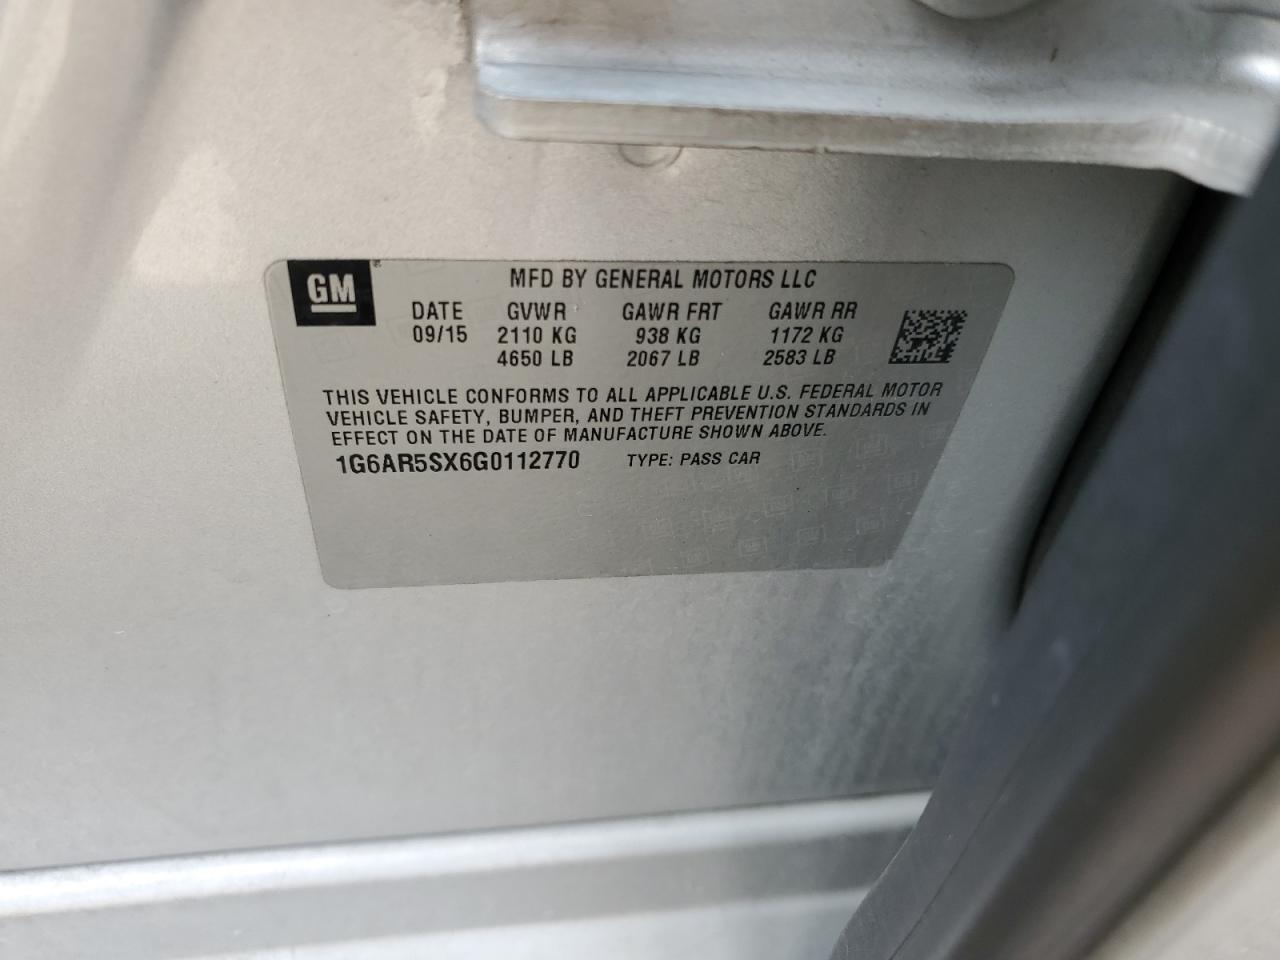 GM
MFD BY GENERAL MOTORS LLC
DATE GVWR GAWR FRT GAWR RR
09/15 2110 KG 938 KG 1172 KG
4650 LB 2067 LB 2583 LB
THIS VEHICLE CONFORMS TO ALL APPLICABLE U.S. FEDERAL MOTOR
VEHICLE SAFETY, BUMPER, AND THEFT PREVENTION STANDARDS IN
EFFECT ON THE DATE OF MANUFACTURE SHOWN ABOVE.
1G6AR5SX6G0112770 TYPE: PASS CAR